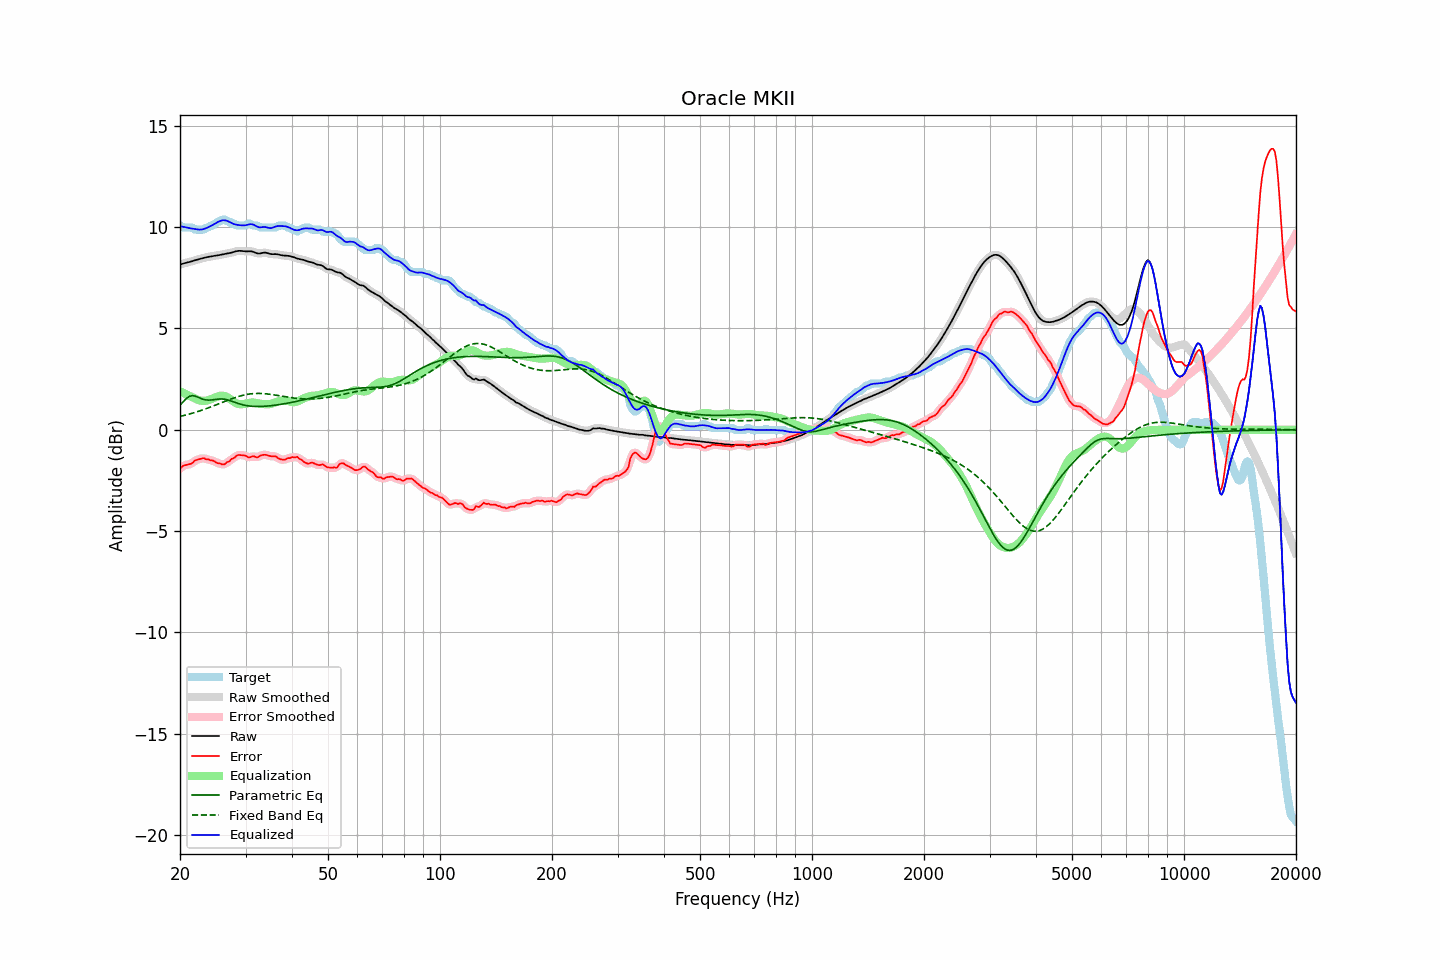 Oracle MKII
Amplitude (dBr)
15
10
5
0
−5
−10
−15
−20
Target
Raw Smoothed
Error Smoothed
Raw
Error
Equalization
Parametric Eq
Fixed Band Eq
Equalized
20 50 100 200 500 1000 2000 5000 10000 20000
Frequency (Hz)